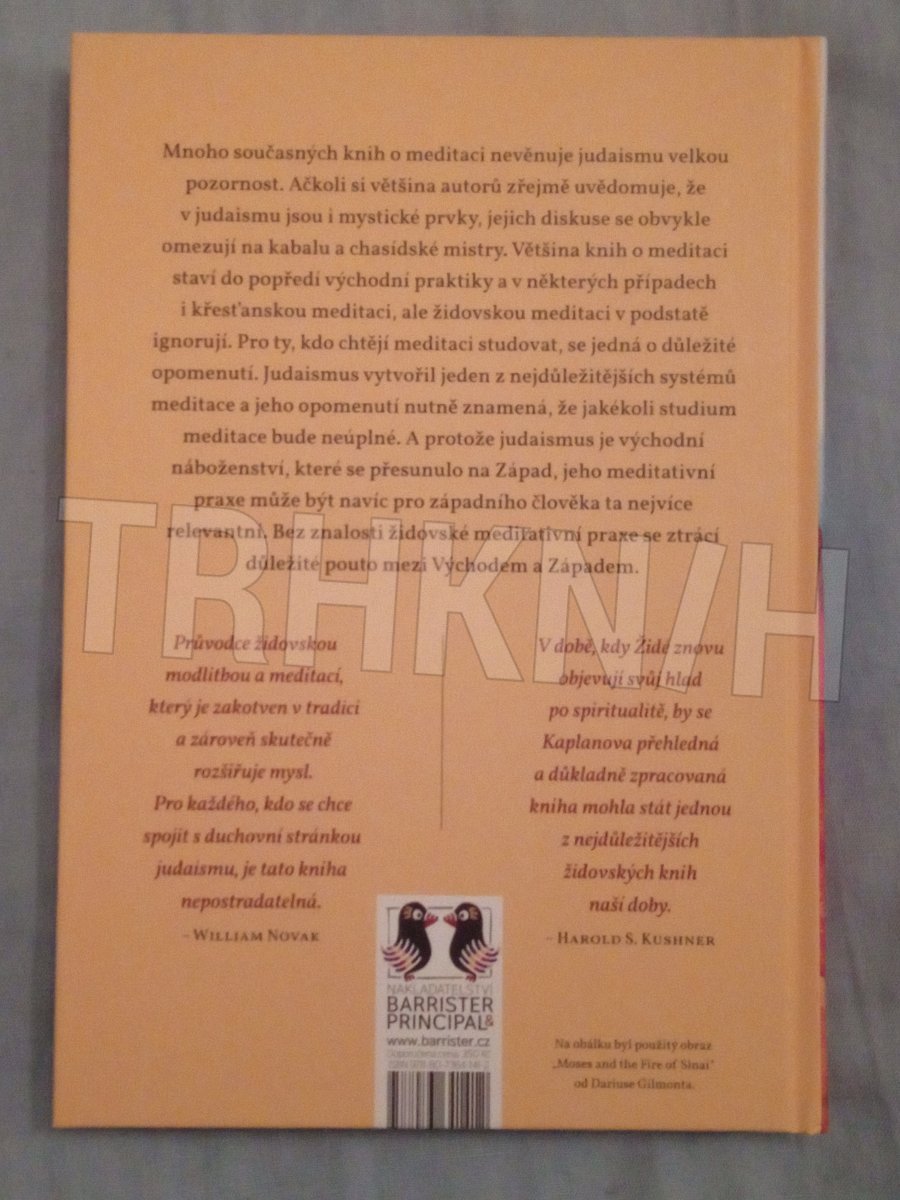 Mnoho současných knih o meditaci nevěnuje judaismu velkou
pozornost. Ačkoli si většina autorů zřejmě uvědomuje, že
v judaismu jsou i mystické prvky, jejich diskuse se obvykle
omezují na kabalu a chasídské mistry. Většina knih o meditaci
staví do popředí východní praktiky a v některých případech
i křesťanskou meditaci, ale židovskou meditaci v podstatě
ignorují. Pro ty, kdo chtějí meditaci studovat, se jedná o důležité
opomenutí. Judaismus vytvořil jeden z nejdůležitějších systémů
meditace a jeho opomenutí nutně znamená, že jakékoli studium
meditace bude neúplné. A protože judaismus je východní
náboženství, které se přesunulo na Západ, jeho meditativní
praxe může být navíc pro západního člověka ta nejvíce
relevantní. Bez znalosti židovské meditativní praxe se ztrácí
důležité pouto mezi Východem a Západem.
TRHKNIH
Průvodce židovskou
modlitbou a meditací,
který je zakotven v tradici
a zároveň skutečně
rozšiřuje mysl.
Pro každého, kdo se chce
spojit s duchovní stránkou
judaismu, je tato kniha
nepostradatelná.
– WILLIAM NOVAK
V době, kdy Židé znovu
objevují svůj hlad
po spiritualitě, by se
Kaplanova přehledná
a důkladně zpracovaná
kniha mohla stát jednou
z nejdůležitějších
židovských knih
naší doby.
– HAROLD S. KUSHNER
NAKLADATELSTVÍ
BARRISTER
PRINCIPAL&
www.barrister.cz
Doporučená cena: 350 Kč
Na obálku byl použitý obraz
„Moses and the Fire of Sinai"
od Dariuse Gilmonta.